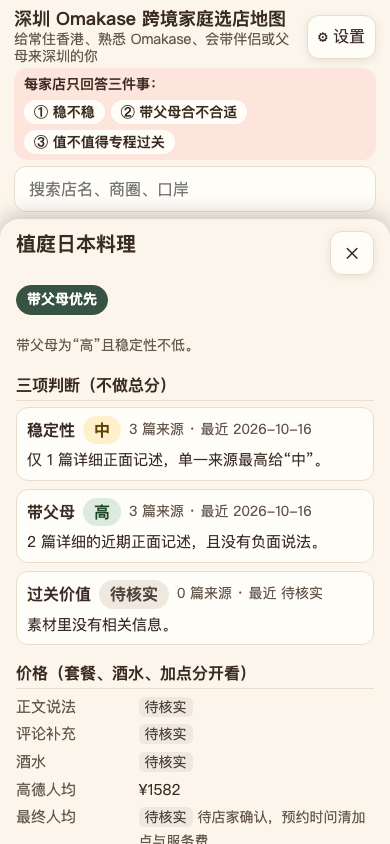 深圳 Omakase 跨境家庭选店地图
给常住香港、熟悉 Omakase、会带伴侣或父
母来深圳的你
⚙ 设置
每家店只回答三件事：
① 稳不稳
② 带父母合不合适
③ 值不值得专程过关
搜索店名、商圈、口岸
植庭日本料理
×
带父母优先
带父母为“高”且稳定性不低。
三项判断（不做总分）
稳定性 中 3 篇来源 · 最近 2026-10-16
仅 1 篇详细正面记述，单一来源最高给“中”。
带父母 高 3 篇来源 · 最近 2026-10-16
2 篇详细的近期正面记述，且没有负面说法。
过关价值 待核实 0 篇来源 · 最近 待核实
素材里没有相关信息。
价格（套餐、酒水、加点分开看）
正文说法 待核实
评论补充 待核实
酒水 待核实
高德人均 ¥1582
最终人均 待核实 待店家确认，预约时问清加
点与服务费